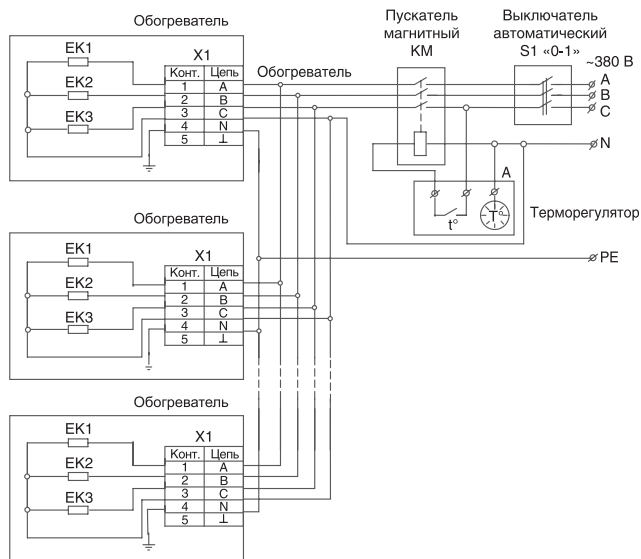 Обогреватель
Пускатель магнитный КМ
Выключатель автоматический S1 «0-1»
~380 В
EK1
EK2
EK3
X1
Конт. Цепь
1 A
2 B
3 C
4 N
5 ⊥
Обогреватель
A
B
C
N
A
t°
T°
Терморегулятор
PE
Обогреватель
EK1
EK2
EK3
X1
Конт. Цепь
1 A
2 B
3 C
4 N
5 ⊥
Обогреватель
EK1
EK2
EK3
X1
Конт. Цепь
1 A
2 B
3 C
4 N
5 ⊥